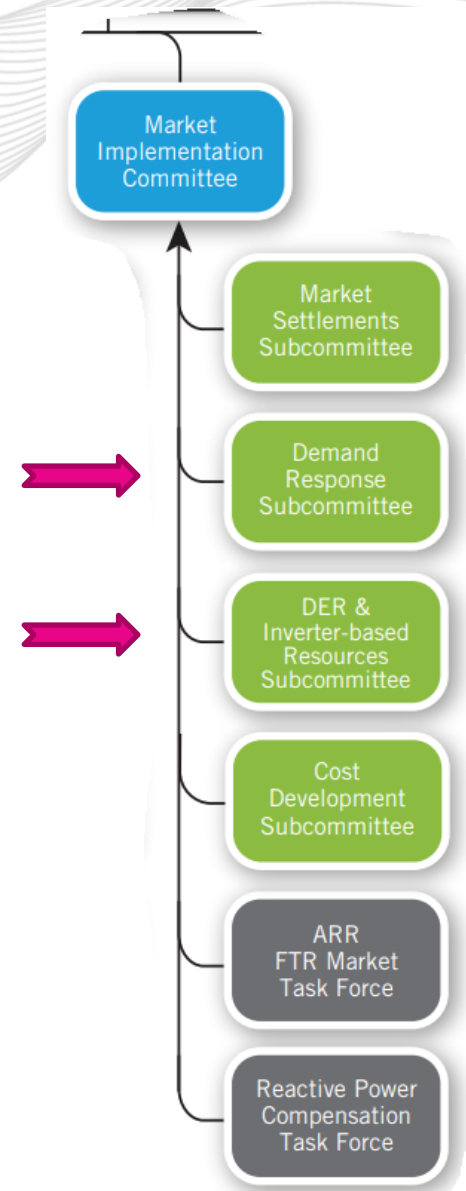 Market
Implementation
Committee
Market
Settlements
Subcommittee
Demand
Response
Subcommittee
DER &
Inverter-based
Resources
Subcommittee
Cost
Development
Subcommittee
ARR
FTR Market
Task Force
Reactive Power
Compensation
Task Force